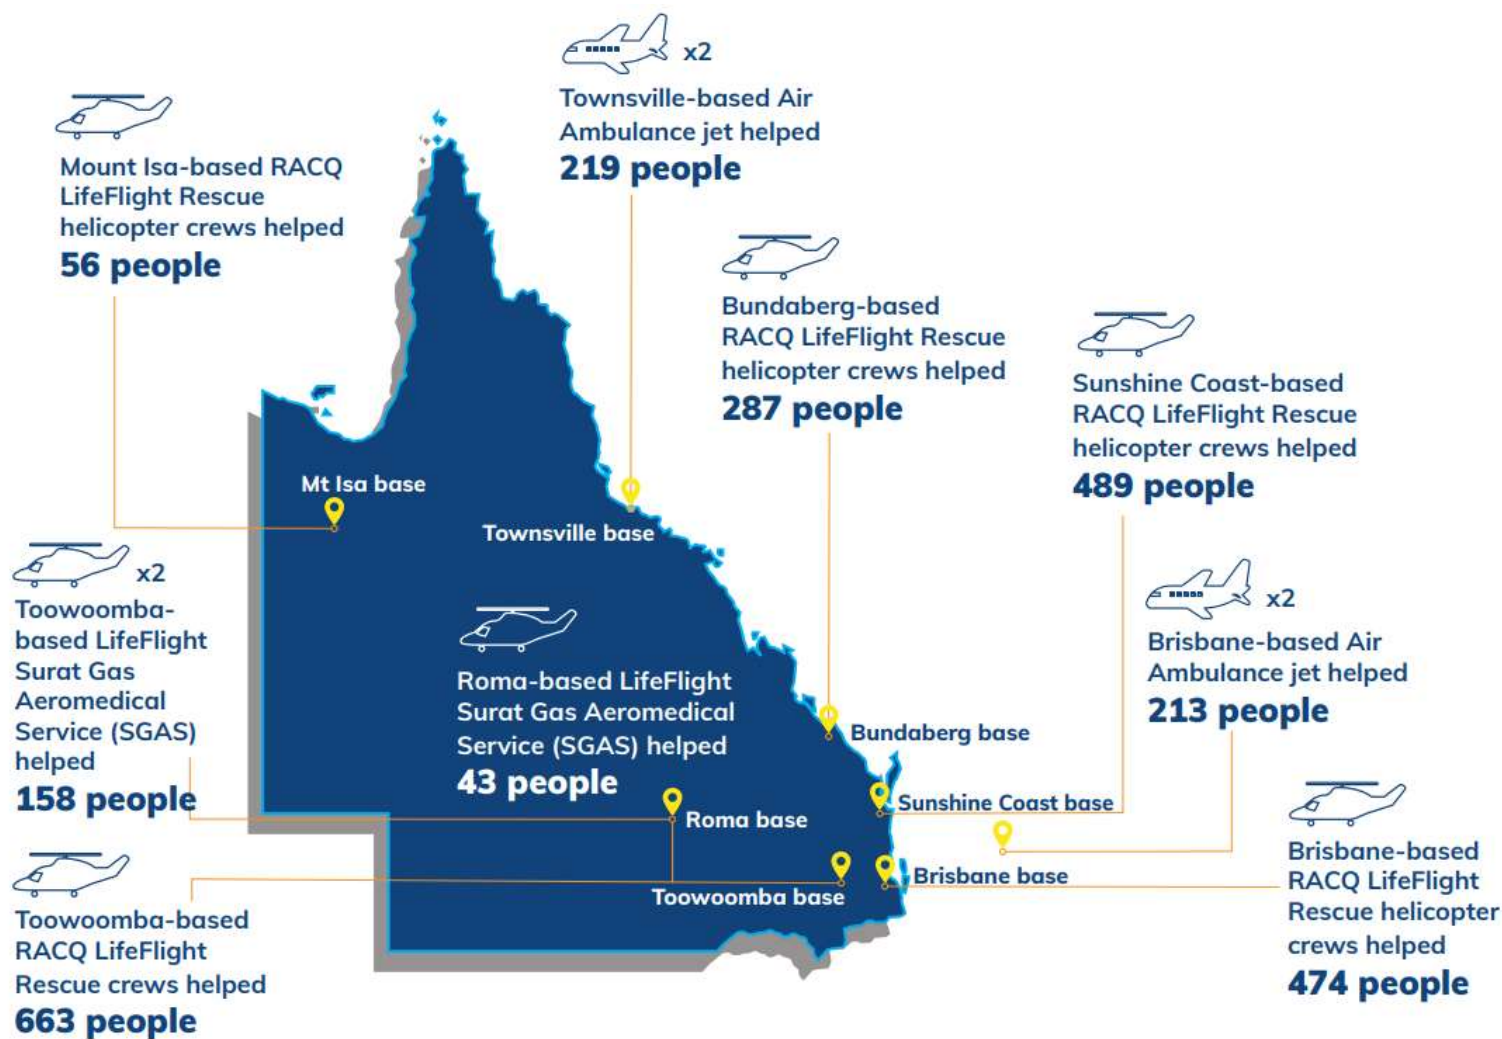 x2
Townsville-based Air
Ambulance jet helped
219 people
Mount Isa-based RACQ
LifeFlight Rescue
helicopter crews helped
56 people
Bundaberg-based
RACQ LifeFlight Rescue
helicopter crews helped
287 people
Sunshine Coast-based
RACQ LifeFlight Rescue
helicopter crews helped
489 people
Mt Isa base
Townsville base
x2
Toowoomba-
based LifeFlight
Surat Gas
Aeromedical
Service (SGAS)
helped
158 people
Roma-based LifeFlight
Surat Gas Aeromedical
Service (SGAS) helped
43 people
x2
Brisbane-based Air
Ambulance jet helped
213 people
Bundaberg base
Sunshine Coast base
Roma base
Brisbane base
Toowoomba base
Toowoomba-based
RACQ LifeFlight
Rescue crews helped
663 people
Brisbane-based
RACQ LifeFlight
Rescue helicopter
crews helped
474 people